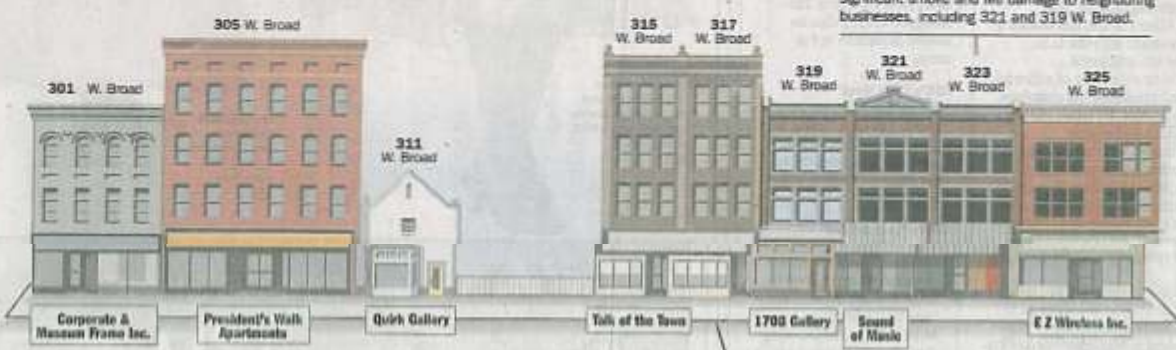 significant smoke and fire damage to neighboring
businesses, including 321 and 319 W. Broad.
301 W. Broad
305 W. Broad
311
W. Broad
315
W. Broad
317
W. Broad
319
W. Broad
321
W. Broad
323
W. Broad
325
W. Broad
Corporate &
Museum Frame Inc.
President's Walk
Apartments
Quirk Gallery
Talk of the Town
1708 Gallery
Sound
of Music
E Z Wireless Inc.